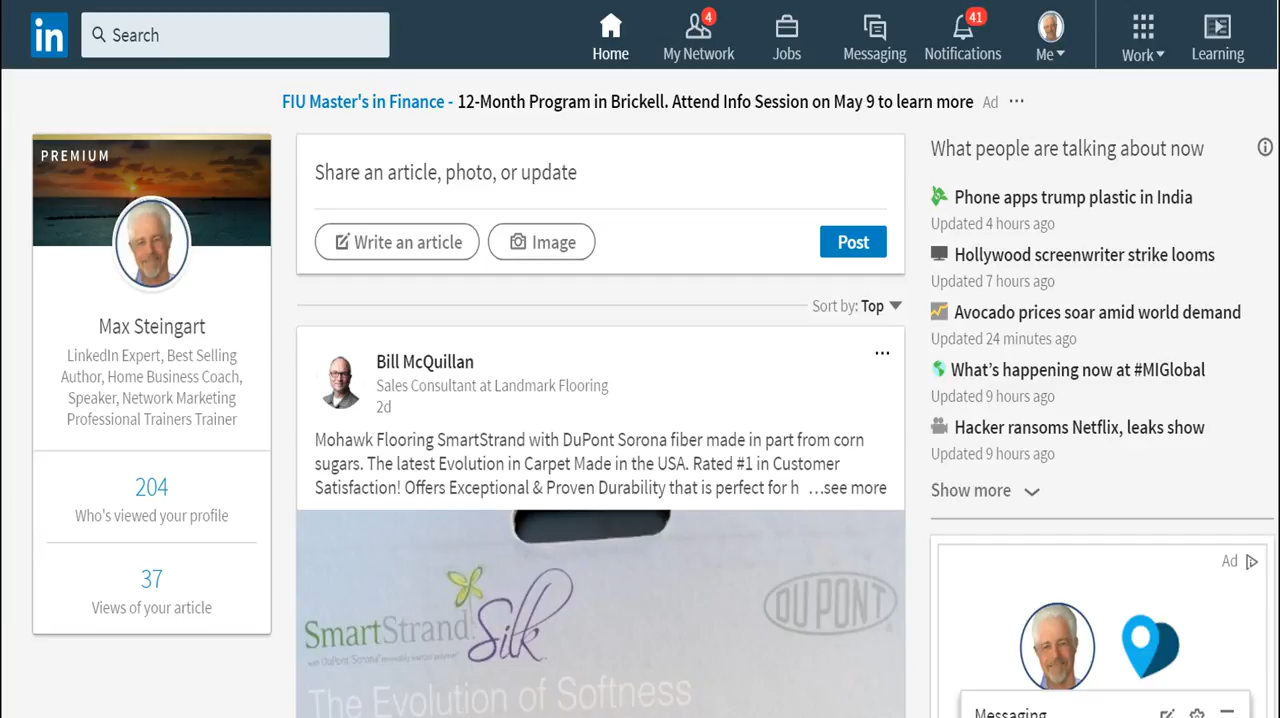 in
Search
Home
4
My Network
Jobs
Messaging
41
Notifications
Me
Work
Learning
FIU Master's in Finance - 12-Month Program in Brickell. Attend Info Session on May 9 to learn more Ad ...
PREMIUM
Max Steingart
LinkedIn Expert, Best Selling
Author, Home Business Coach,
Speaker, Network Marketing
Professional Trainers Trainer
204
Who's viewed your profile
37
Views of your article
Share an article, photo, or update
Write an article
Image
Post
Sort by: Top
Bill McQuillan
...
Sales Consultant at Landmark Flooring
2d
Mohawk Flooring SmartStrand with DuPont Sorona fiber made in part from corn
sugars. The latest Evolution in Carpet Made in the USA. Rated #1 in Customer
Satisfaction! Offers Exceptional & Proven Durability that is perfect for h ...see more
SmartStrand Silk
DUPONT
The Evolution of Softness
What people are talking about now
Phone apps trump plastic in India
Updated 4 hours ago
Hollywood screenwriter strike looms
Updated 7 hours ago
Avocado prices soar amid world demand
Updated 24 minutes ago
What's happening now at #MIGlobal
Updated 9 hours ago
Hacker ransoms Netflix, leaks show
Updated 9 hours ago
Show more
Ad
Messaging